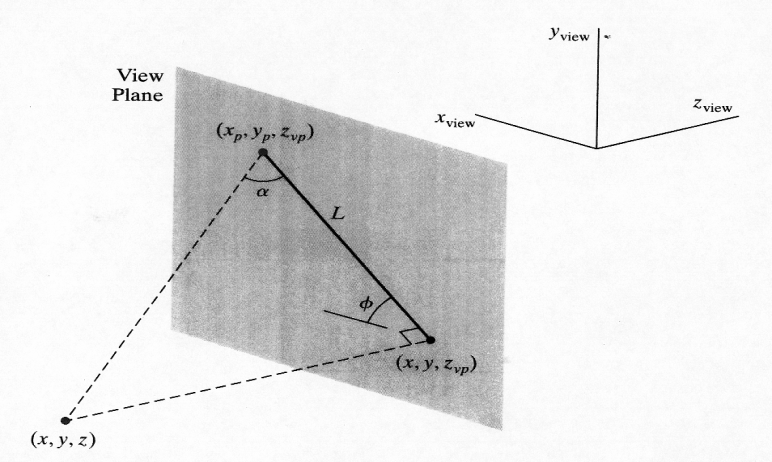 y_view
View
Plane
z_view
x_view
(x_p, y_p, z_vp)
α
L
ϕ
(x, y, z_vp)
(x, y, z)